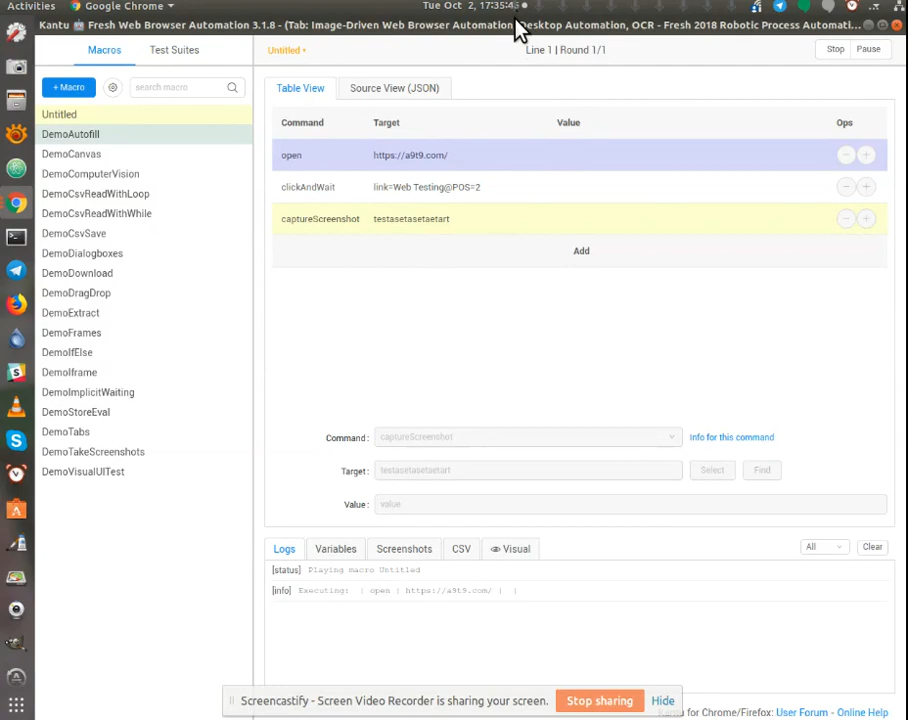 Activities Google Chrome Tue Oct 2, 17:35:4
Kantu Fresh Web Browser Automation 3.1.8 - (Tab: Image-Driven Web Browser Automation, Desktop Automation, OCR - Fresh 2018 Robotic Process Automati...
Macros Test Suites Untitled Line 1 | Round 1/1 Stop Pause
+ Macro search macro Table View Source View (JSON)
Untitled
DemoAutofill
DemoCanvas
DemoComputerVision
DemoCsvReadWithLoop
DemoCsvReadWithWhile
DemoCsvSave
DemoDialogboxes
DemoDownload
DemoDragDrop
DemoExtract
DemoFrames
DemoIfElse
DemoIframe
DemoImplicitWaiting
DemoStoreEval
DemoTabs
DemoTakeScreenshots
DemoVisualUITest
Command Target Value Ops
open https://a9t9.com/
clickAndWait link=Web Testing@POS=2
captureScreenshot testasetasetaetart
Add
Command: captureScreenshot Info for this command
Target: testasetasetaetart Select Find
Value: value
Logs Variables Screenshots CSV Visual All Clear
[status] Playing macro Untitled
[info] Executing: | open | https://a9t9.com/ | |
Screencastify - Screen Video Recorder is sharing your screen. Stop sharing Hide
for Chrome/Firefox: User Forum - Online Help